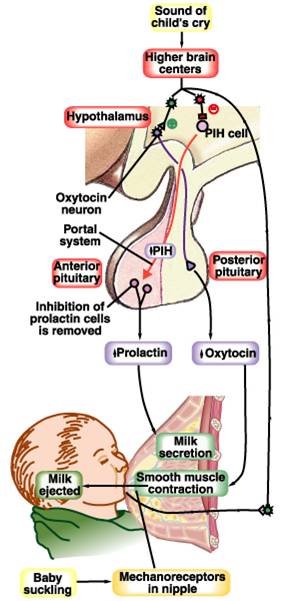 Sound of
child's cry
Higher brain
centers
Hypothalamus
PIH cell
Oxytocin
neuron
Portal
system
PIH
Anterior
pituitary
Posterior
pituitary
Inhibition of
prolactin cells
is removed
Prolactin
Oxytocin
Milk
secretion
Milk
ejected
Smooth muscle
contraction
Baby
suckling
Mechanoreceptors
in nipple